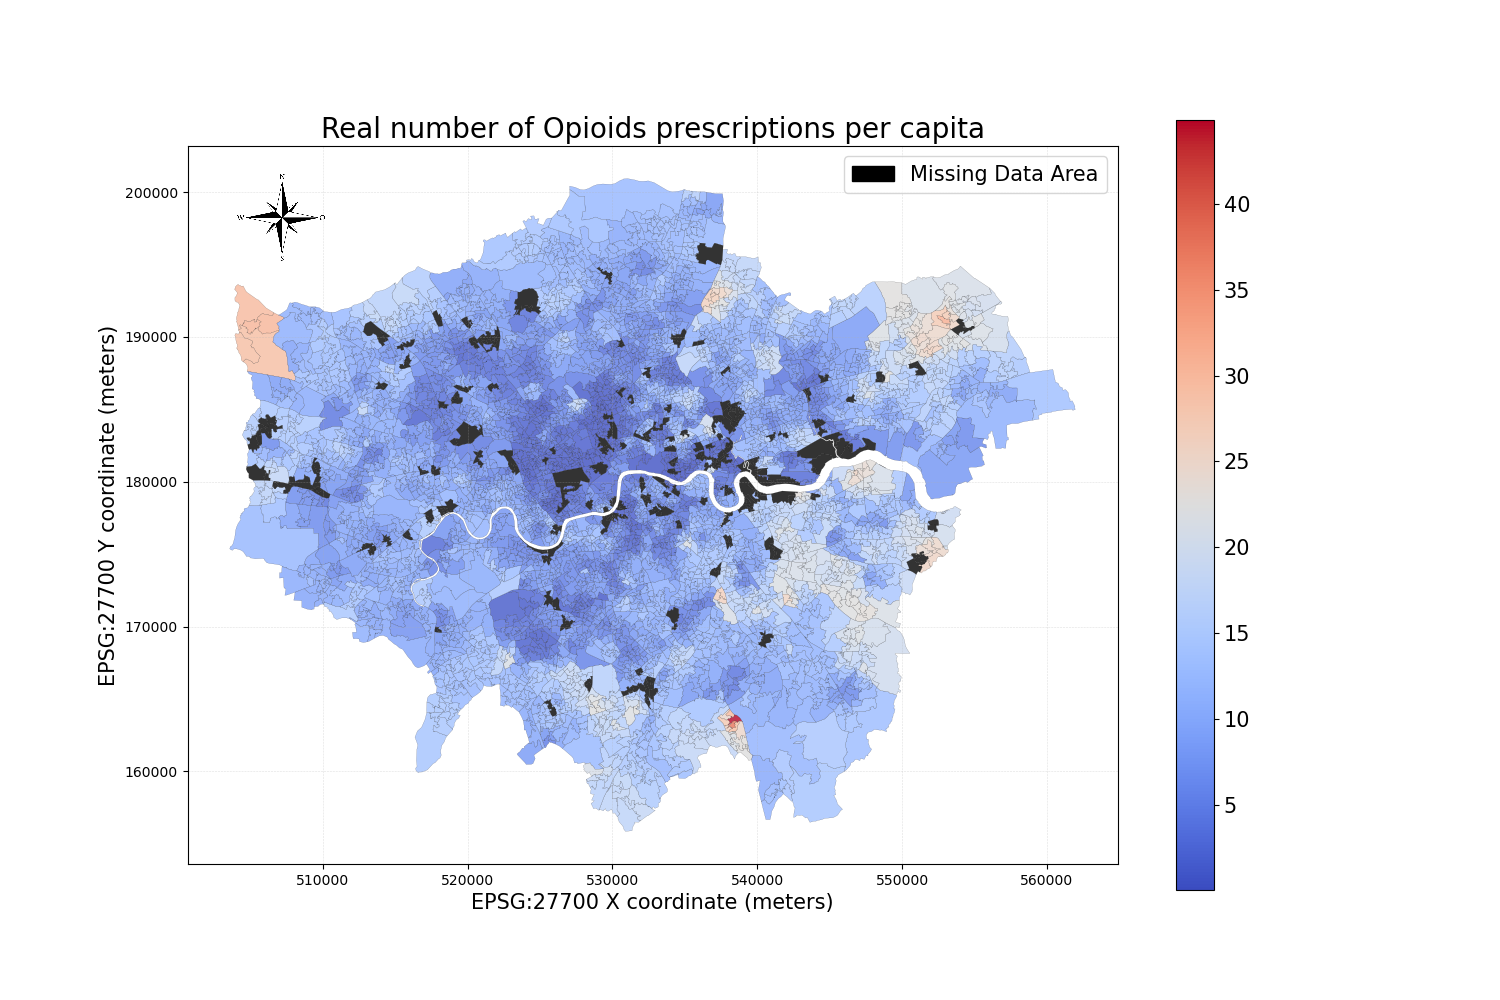 Real number of Opioids prescriptions per capita
Missing Data Area
N
W
O
S
200000
190000
180000
170000
160000
EPSG:27700 Y coordinate (meters)
510000
520000
530000
540000
550000
560000
EPSG:27700 X coordinate (meters)
40
35
30
25
20
15
10
5